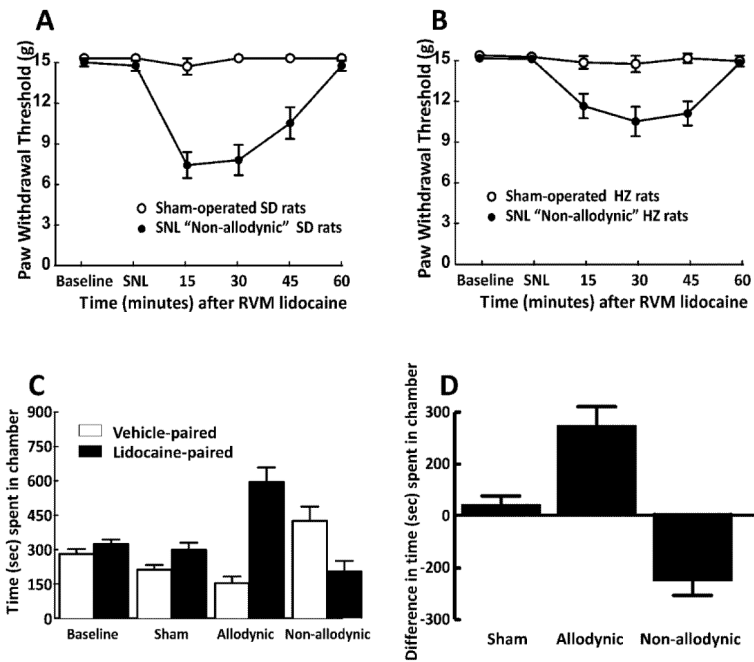 A
Paw Withdrawal Threshold (g)
15
12
9
6
3
0
Sham-operated SD rats
SNL "Non-allodynic" SD rats
Baseline SNL 15 30 45 60
Time (minutes) after RVM lidocaine
B
Paw Withdrawal Threshold (g)
15
12
9
6
3
0
Sham-operated HZ rats
SNL "Non-allodynic" HZ rats
Baseline SNL 15 30 45 60
Time (minutes) after RVM lidocaine
C
Time (sec) spent in chamber
900
750
600
450
300
150
0
Vehicle-paired
Lidocaine-paired
Baseline Sham Allodynic Non-allodynic
D
Difference in time (sec) spent in chamber
300
200
0
-200
-300
Sham Allodynic Non-allodynic